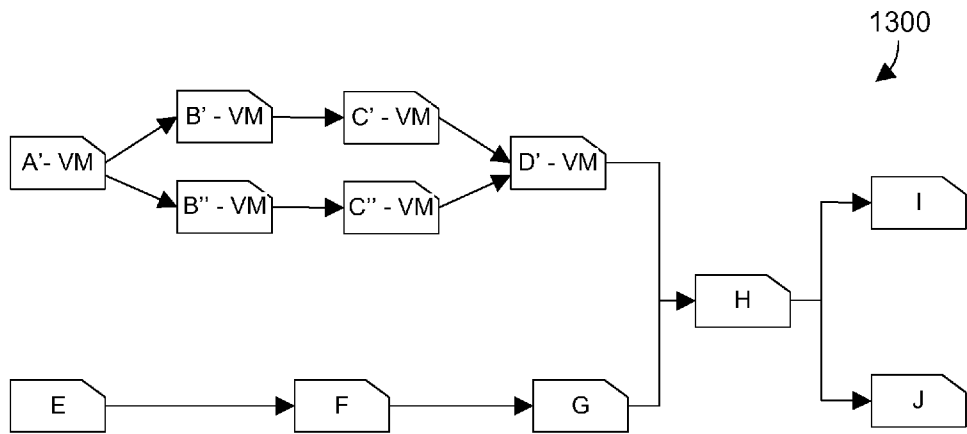 1300
B' - VM
C' - VM
A'- VM
D' - VM
B" - VM
C" - VM
I
H
E
F
G
J